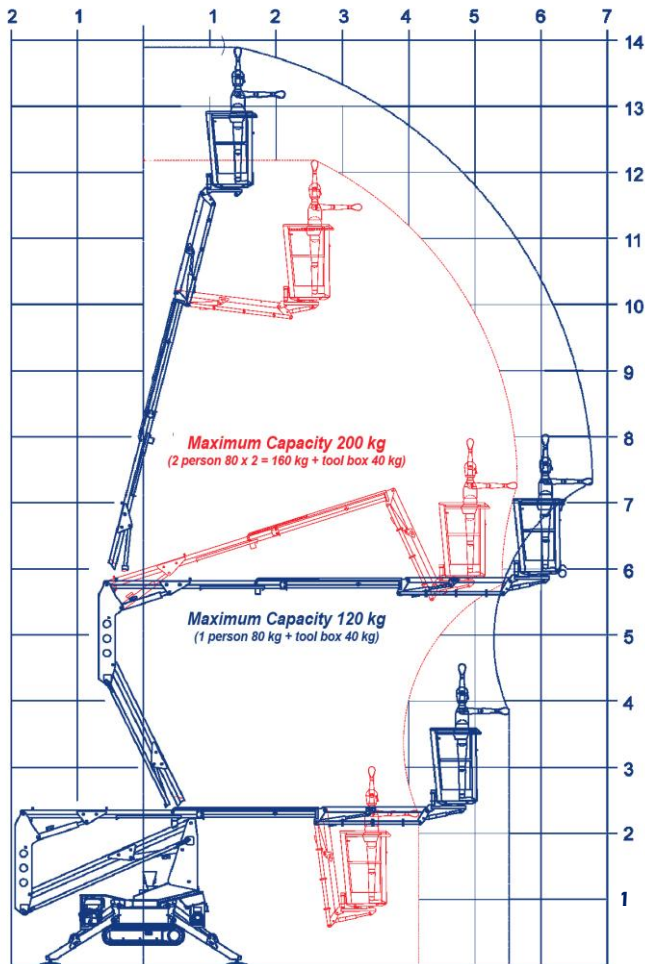 2 1 1 2 3 4 5 6 7
14
13
12
11
10
9
8
Maximum Capacity 200 kg
(2 person 80 x 2 = 160 kg + tool box 40 kg)
7
6
Maximum Capacity 120 kg
(1 person 80 kg + tool box 40 kg)
5
4
3
2
1